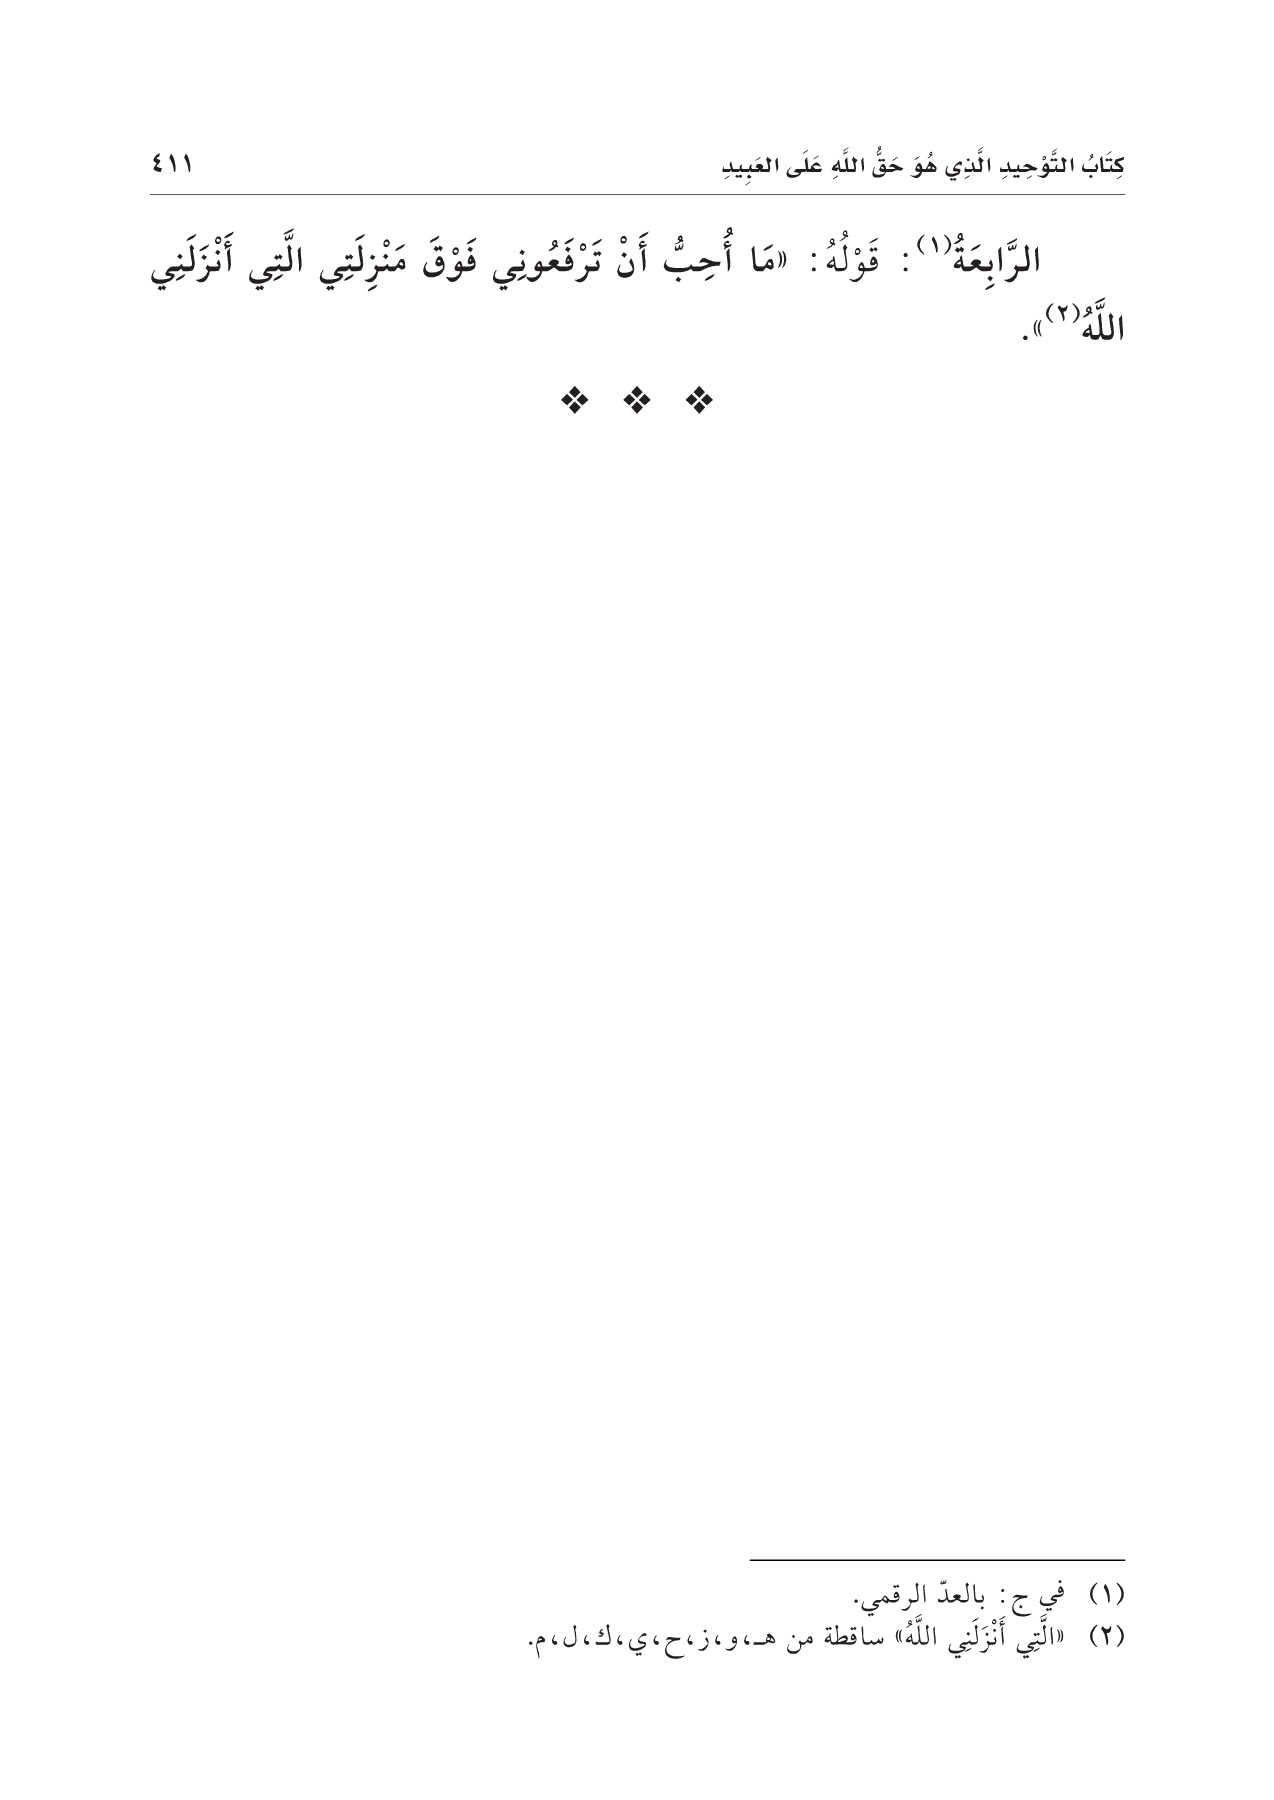 كِتَابُ التَّوْحِيدِ الَّذِي هُوَ حَقُّ اللَّهِ عَلَى العَبِيدِ ٤١١
الرَّابِعَةُ(١): قَوْلُهُ: «مَا أُحِبُّ أَنْ تَرْفَعُونِي فَوْقَ مَنْزِلَتِي الَّتِي أَنْزَلَنِي
اللَّهُ(٢)».
(١) في ج: بالعدّ الرقمي.
(٢) «الَّتِي أَنْزَلَنِي اللَّهُ» ساقطة من هـ، و، ز، ح، ي، ك، ل، م.